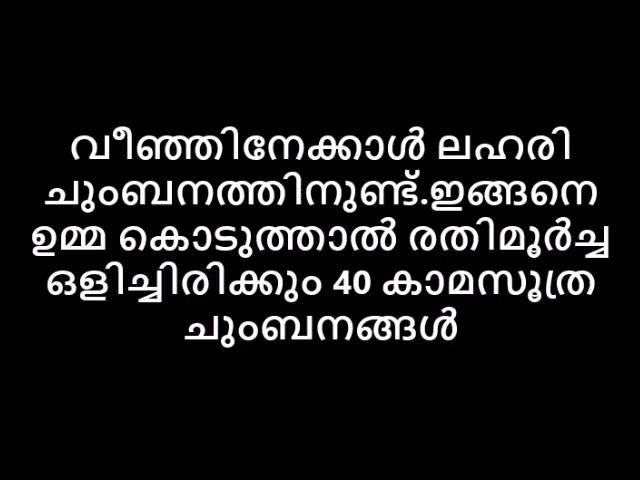 വീഞ്ഞിനേക്കാൾ ലഹരി
ചുംബനത്തിനുണ്ട്.ഇങ്ങനെ
ഉമ്മ കൊടുത്താൽ രതിമൂർച്ച
ഒളിച്ചിരിക്കും 40 കാമസൂത്ര
ചുംബനങ്ങൾ